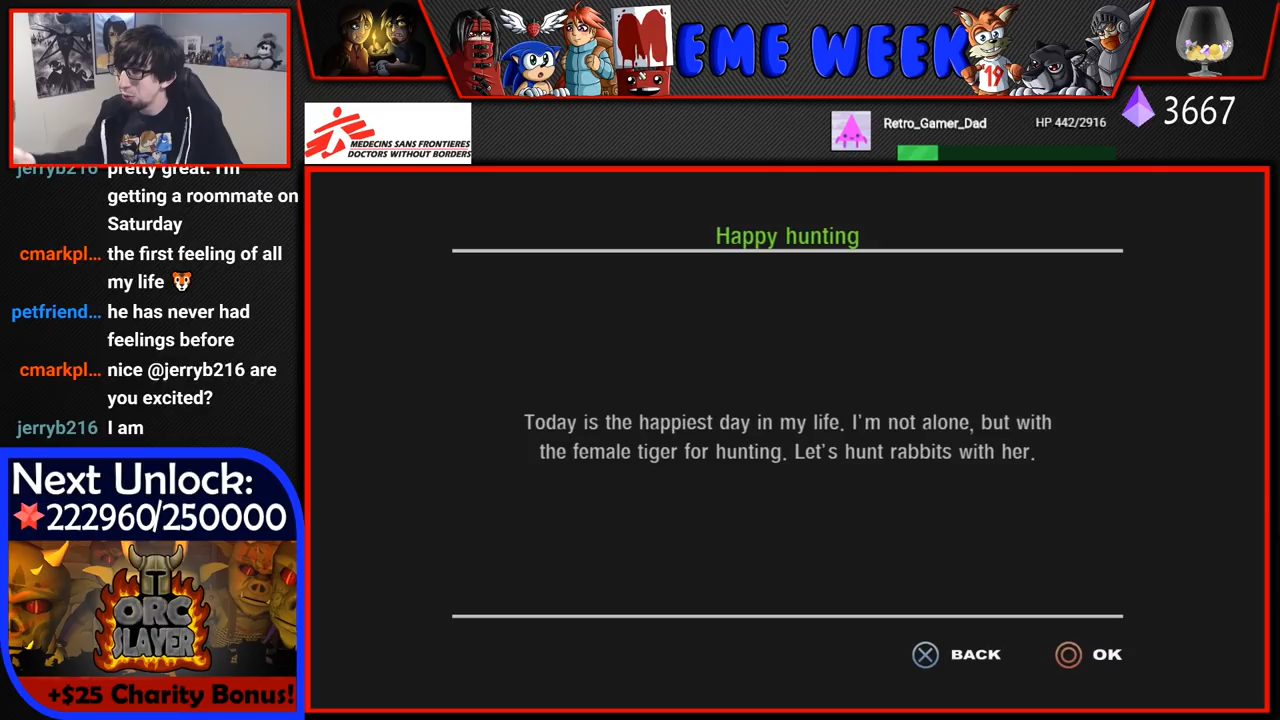 MEME WEEK
19
3667
MEDECINS SANS FRONTIERES
DOCTORS WITHOUT BORDERS
Retro_Gamer_Dad HP 442/2916
jerryb216 pretty great. I'm
getting a roommate on
Saturday
cmarkpl... the first feeling of all
my life 🐯
petfriend... he has never had
feelings before
cmarkpl... nice @jerryb216 are
you excited?
jerryb216 I am
Next Unlock:
222960/250000
ORC
SLAYER
+$25 Charity Bonus!
Happy hunting
Today is the happiest day in my life. I'm not alone, but with
the female tiger for hunting. Let's hunt rabbits with her.
BACK OK